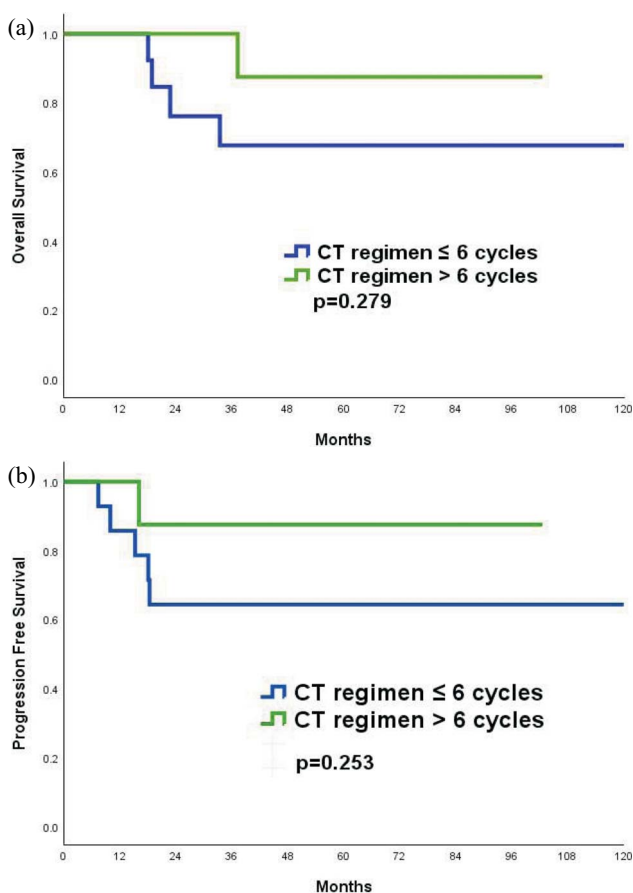 (a)
Overall Survival
1.0
0.8
0.6
0.4
0.2
0.0
CT regimen ≤ 6 cycles
CT regimen > 6 cycles
p=0.279
0 12 24 36 48 60 72 84 96 108 120
Months
(b)
Progression Free Survival
1.0
0.8
0.6
0.4
0.2
0.0
CT regimen ≤ 6 cycles
CT regimen > 6 cycles
p=0.253
0 12 24 36 48 60 72 84 96 108 120
Months